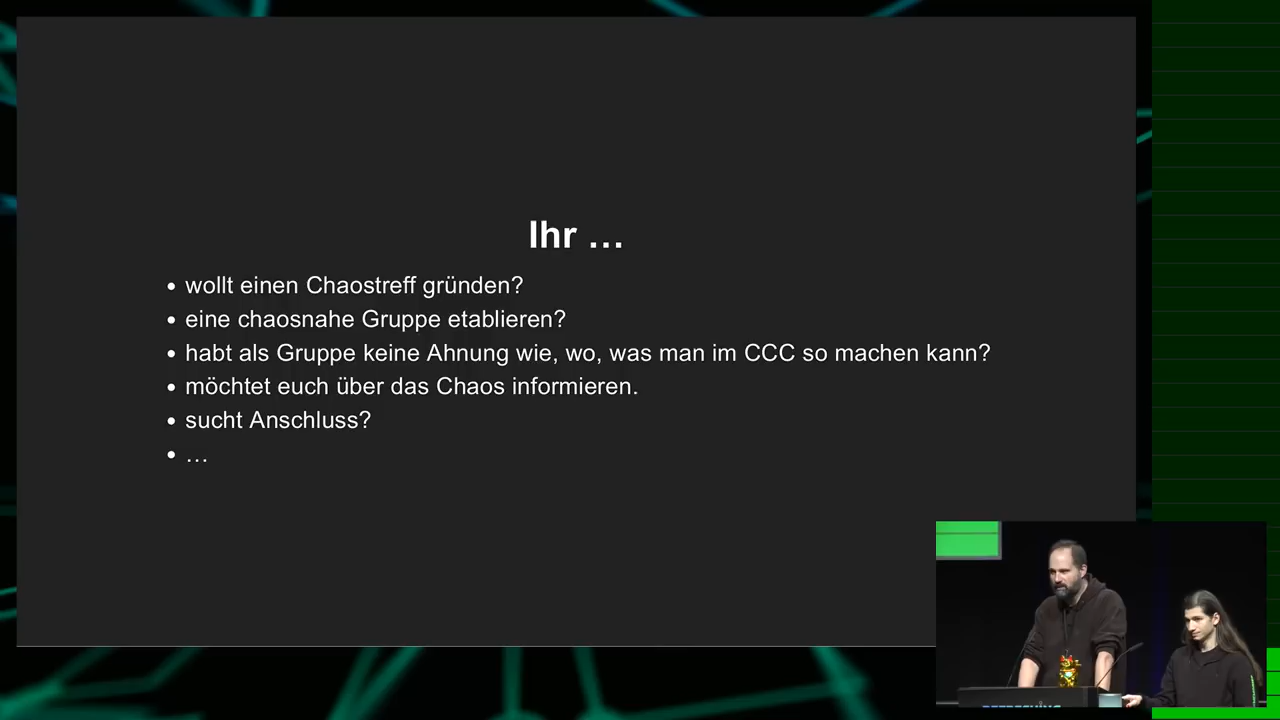 Ihr …
• wollt einen Chaostreff gründen?
• eine chaosnahe Gruppe etablieren?
• habt als Gruppe keine Ahnung wie, wo, was man im CCC so machen kann?
• möchtet euch über das Chaos informieren.
• sucht Anschluss?
• …